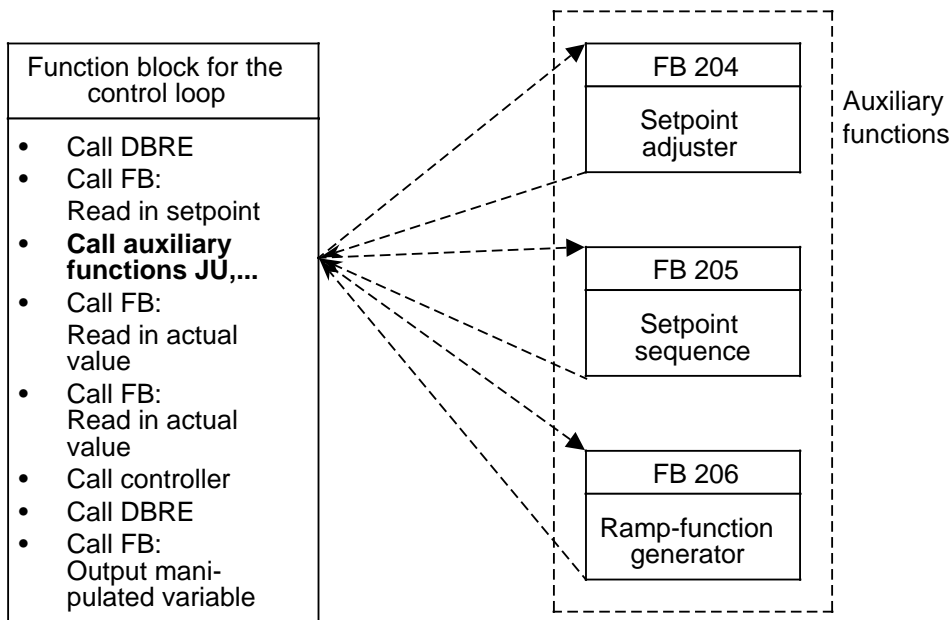 Function block for the
control loop
• Call DBRE
• Call FB:
Read in setpoint
• Call auxiliary
functions JU,...
• Call FB:
Read in actual
value
• Call FB:
Read in actual
value
• Call controller
• Call DBRE
• Call FB:
Output mani-
pulated variable
FB 204
Setpoint
adjuster
FB 205
Setpoint
sequence
FB 206
Ramp-function
generator
Auxiliary
functions